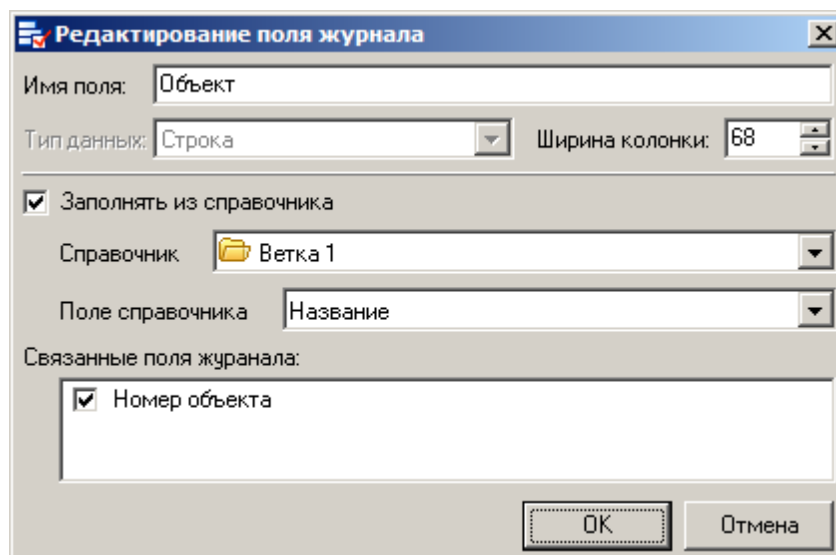 Редактирование поля журнала
Имя поля: Объект
Тип данных: Строка Ширина колонки: 68
Заполнять из справочника
Справочник Ветка 1
Поле справочника Название
Связанные поля журанала:
Номер объекта
OK Отмена